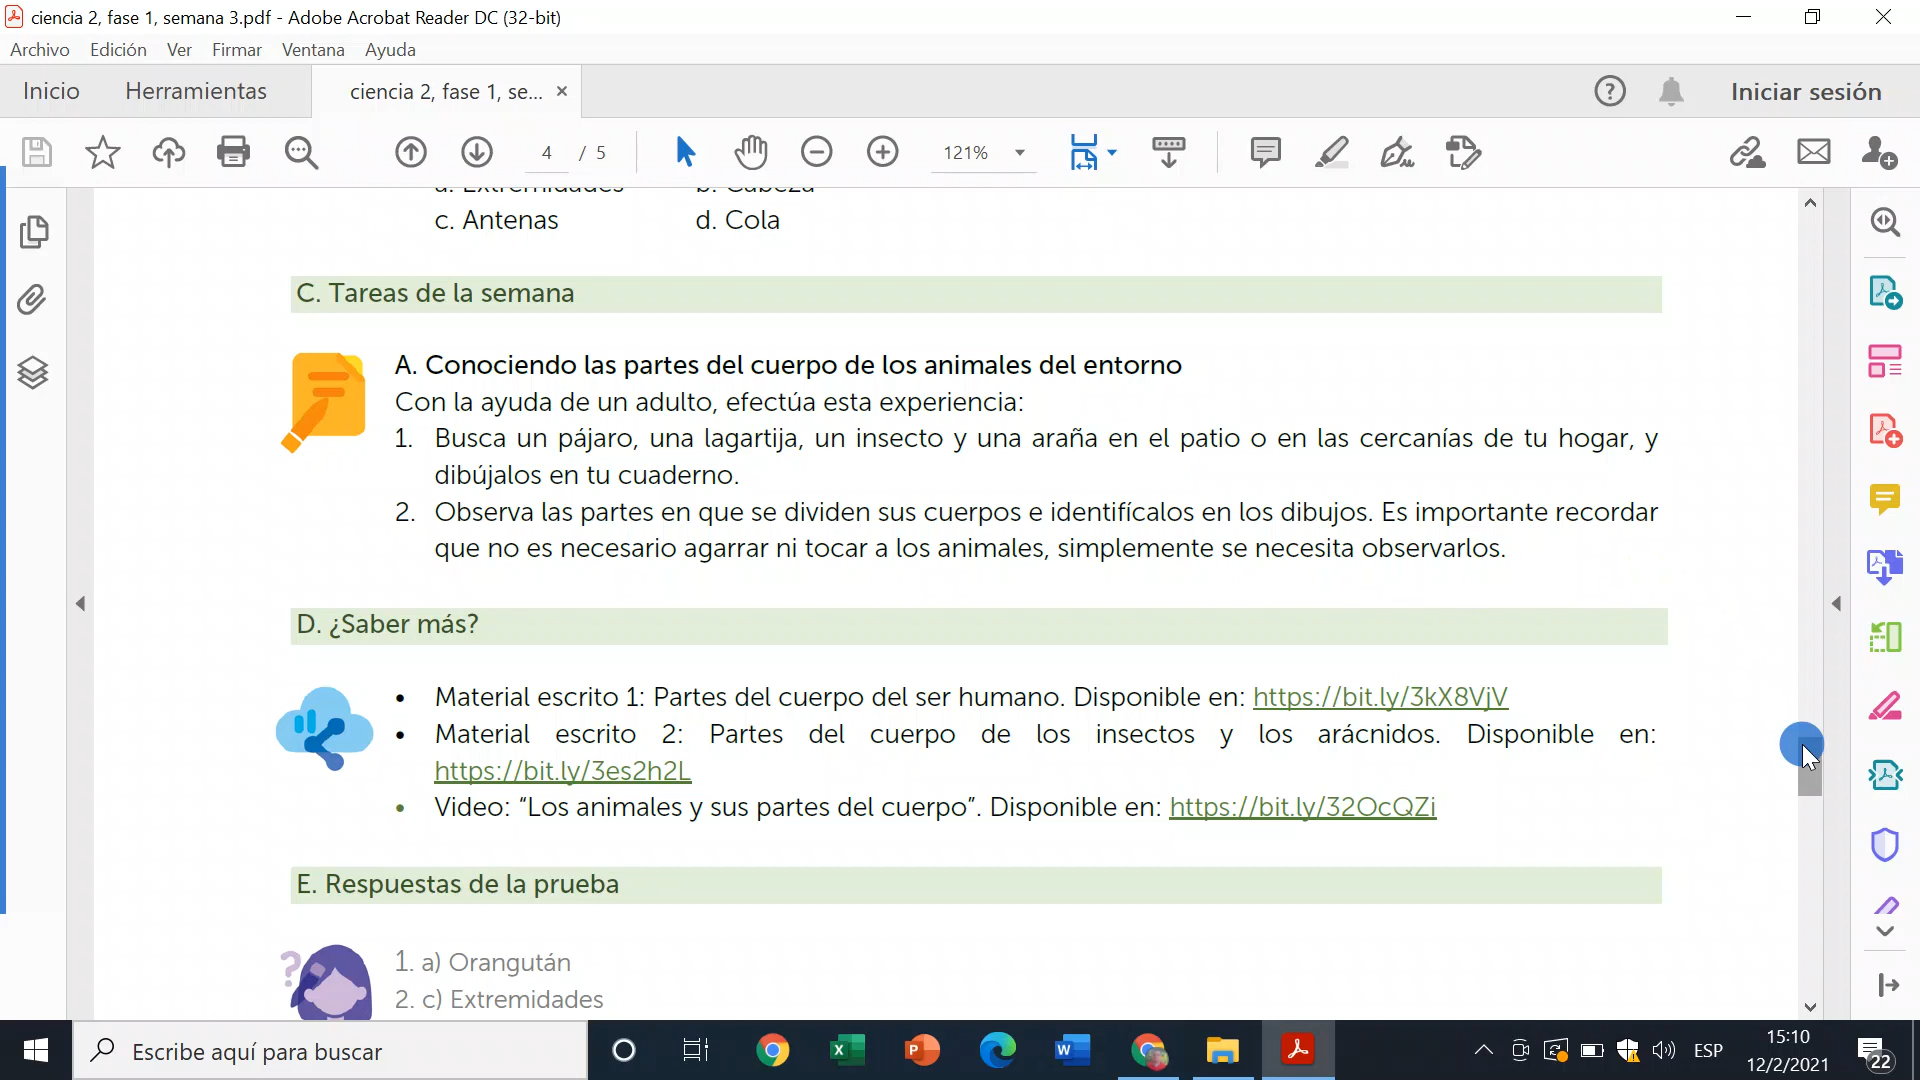 ciencia 2, fase 1, semana 3.pdf - Adobe Acrobat Reader DC (32-bit)
Archivo Edición Ver Firmar Ventana Ayuda
Inicio Herramientas ciencia 2, fase 1, se... × Iniciar sesión
4 / 5 121%
a. Extremidades b. Cabeza
c. Antenas d. Cola
C. Tareas de la semana
A. Conociendo las partes del cuerpo de los animales del entorno
Con la ayuda de un adulto, efectúa esta experiencia:
1. Busca un pájaro, una lagartija, un insecto y una araña en el patio o en las cercanías de tu hogar, y
dibújalos en tu cuaderno.
2. Observa las partes en que se dividen sus cuerpos e identifícalos en los dibujos. Es importante recordar
que no es necesario agarrar ni tocar a los animales, simplemente se necesita observarlos.
D. ¿Saber más?
• Material escrito 1: Partes del cuerpo del ser humano. Disponible en: https://bit.ly/3kX8VjV
• Material escrito 2: Partes del cuerpo de los insectos y los arácnidos. Disponible en:
https://bit.ly/3es2h2L
• Video: “Los animales y sus partes del cuerpo”. Disponible en: https://bit.ly/32OcQZi
E. Respuestas de la prueba
1. a) Orangután
2. c) Extremidades
Escribe aquí para buscar
ESP
15:10
12/2/2021
22